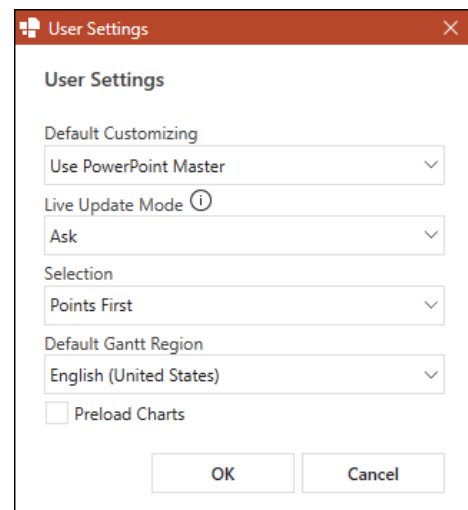 User Settings
User Settings
Default Customizing
Use PowerPoint Master
Live Update Mode
Ask
Selection
Points First
Default Gantt Region
English (United States)
Preload Charts
OK Cancel